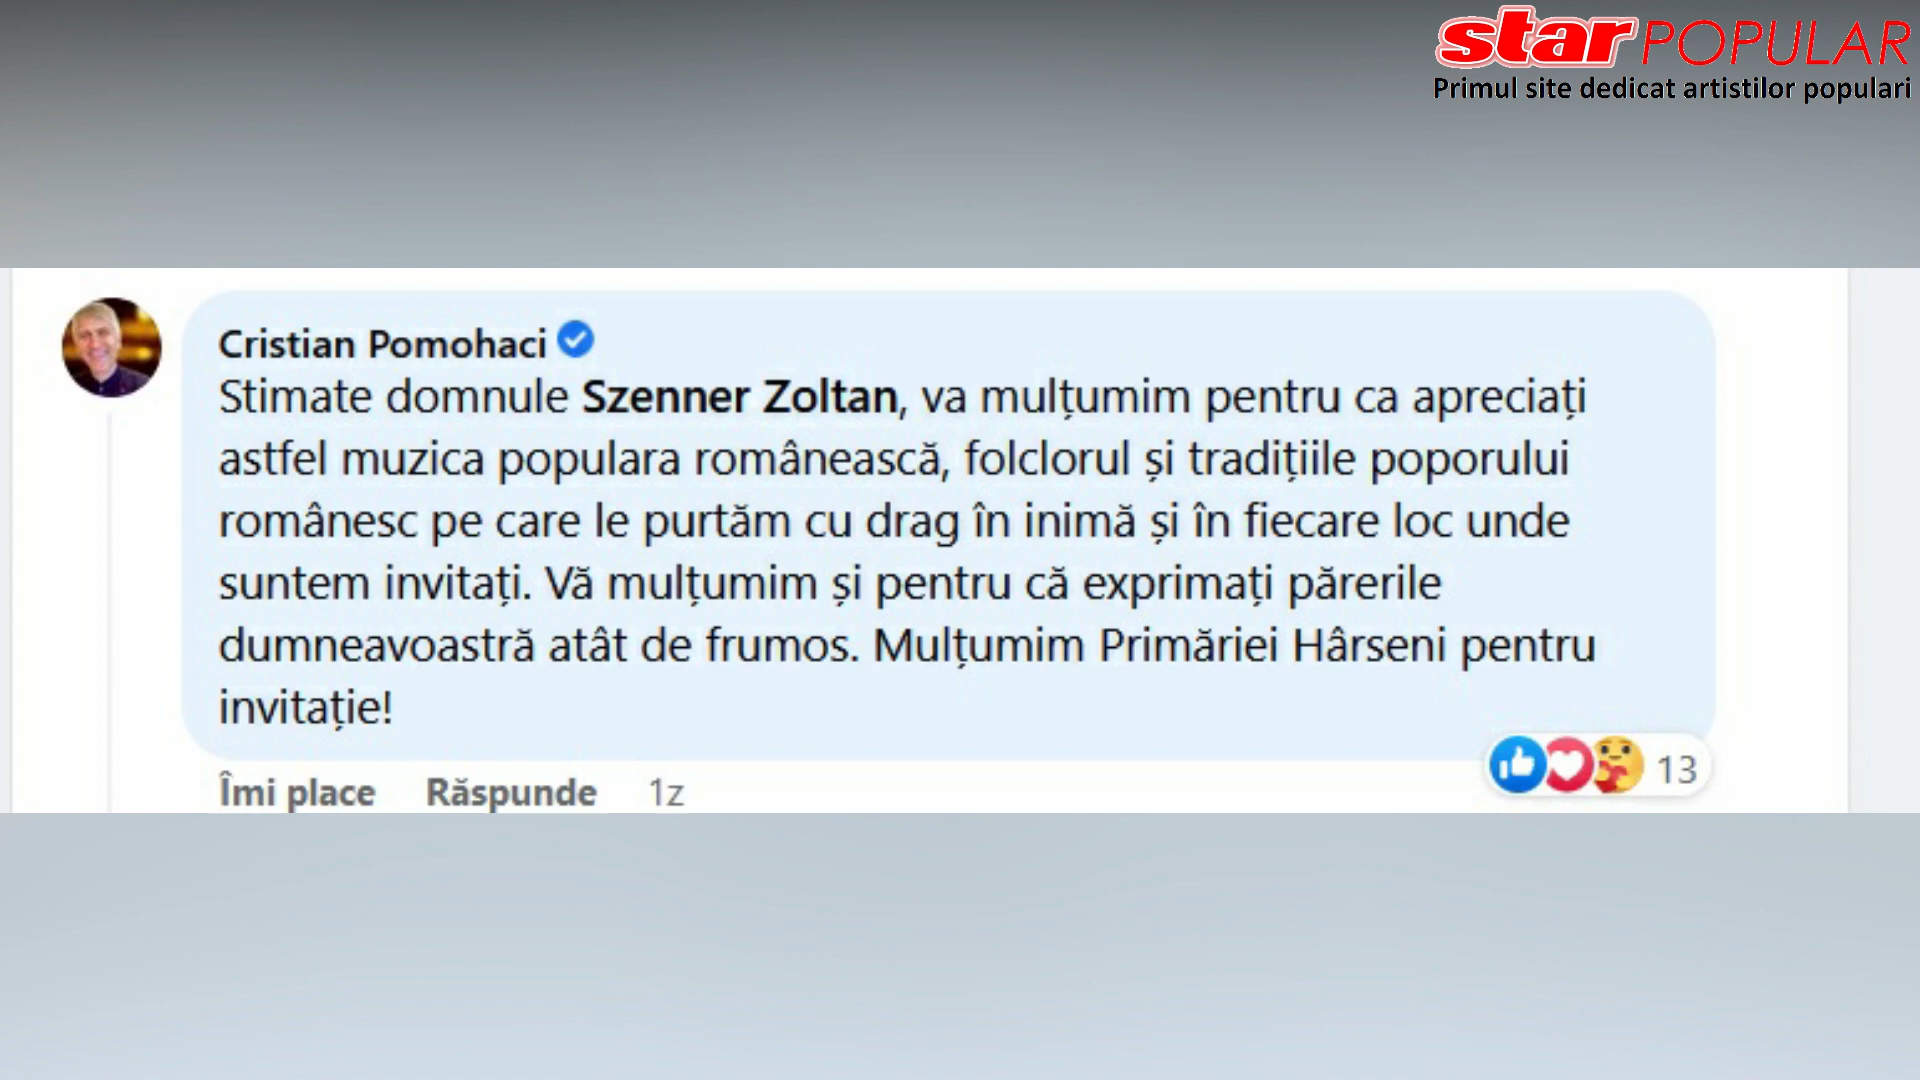 star POPULAR
Primul site dedicat artistilor populari
Cristian Pomohaci
Stimate domnule Szenner Zoltan, va mulțumim pentru ca apreciați
astfel muzica populara românească, folclorul și tradițiile poporului
românesc pe care le purtăm cu drag în inimă și în fiecare loc unde
suntem invitați. Vă mulțumim și pentru că exprimați părerile
dumneavoastră atât de frumos. Mulțumim Primăriei Hârseni pentru
invitație!
13
Îmi place Răspunde 1z